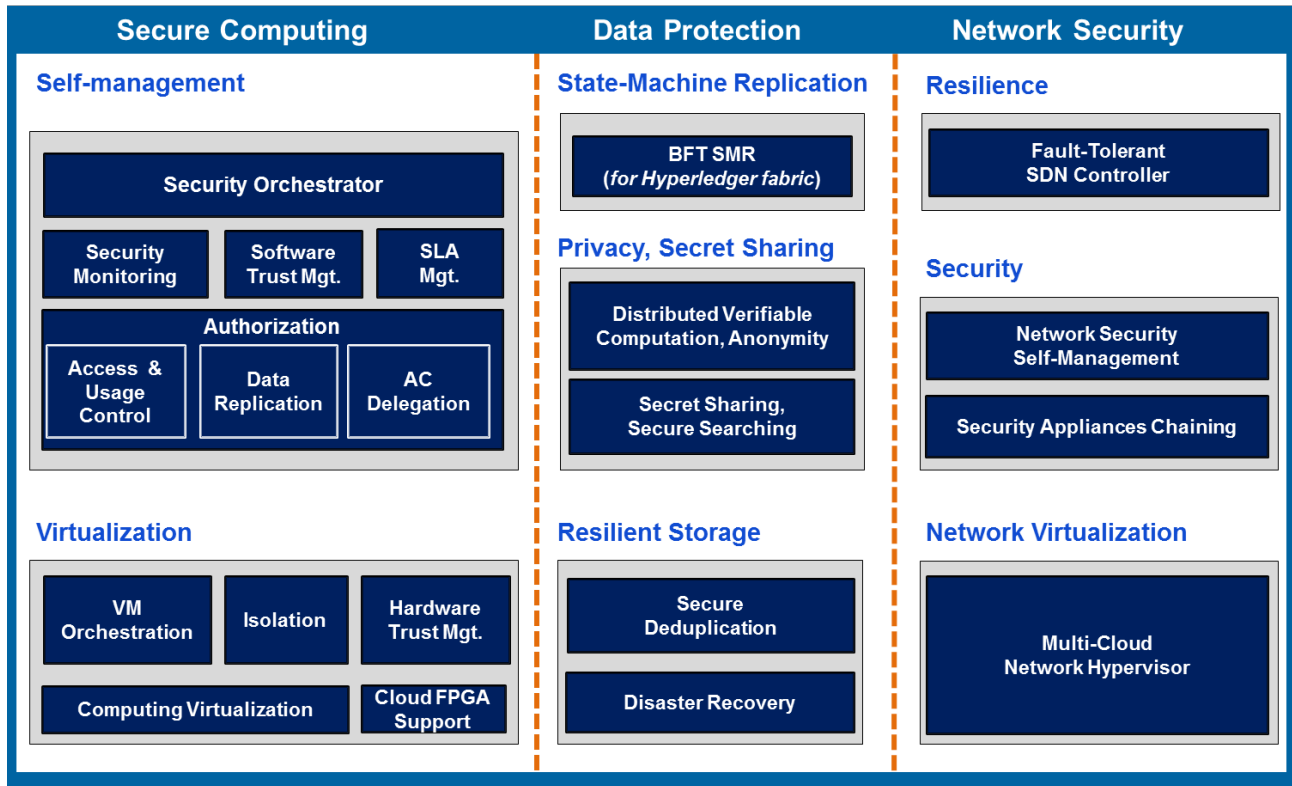 Secure Computing
Data Protection
Network Security
Self-management
Security Orchestrator
Security
Monitoring
Software
Trust Mgt.
SLA
Mgt.
Authorization
Access &
Usage
Control
Data
Replication
AC
Delegation
Virtualization
VM
Orchestration
Isolation
Hardware
Trust Mgt.
Computing Virtualization
Cloud FPGA
Support
State-Machine Replication
BFT SMR
(for Hyperledger fabric)
Privacy, Secret Sharing
Distributed Verifiable
Computation, Anonymity
Secret Sharing,
Secure Searching
Resilient Storage
Secure
Deduplication
Disaster Recovery
Resilience
Fault-Tolerant
SDN Controller
Security
Network Security
Self-Management
Security Appliances Chaining
Network Virtualization
Multi-Cloud
Network Hypervisor